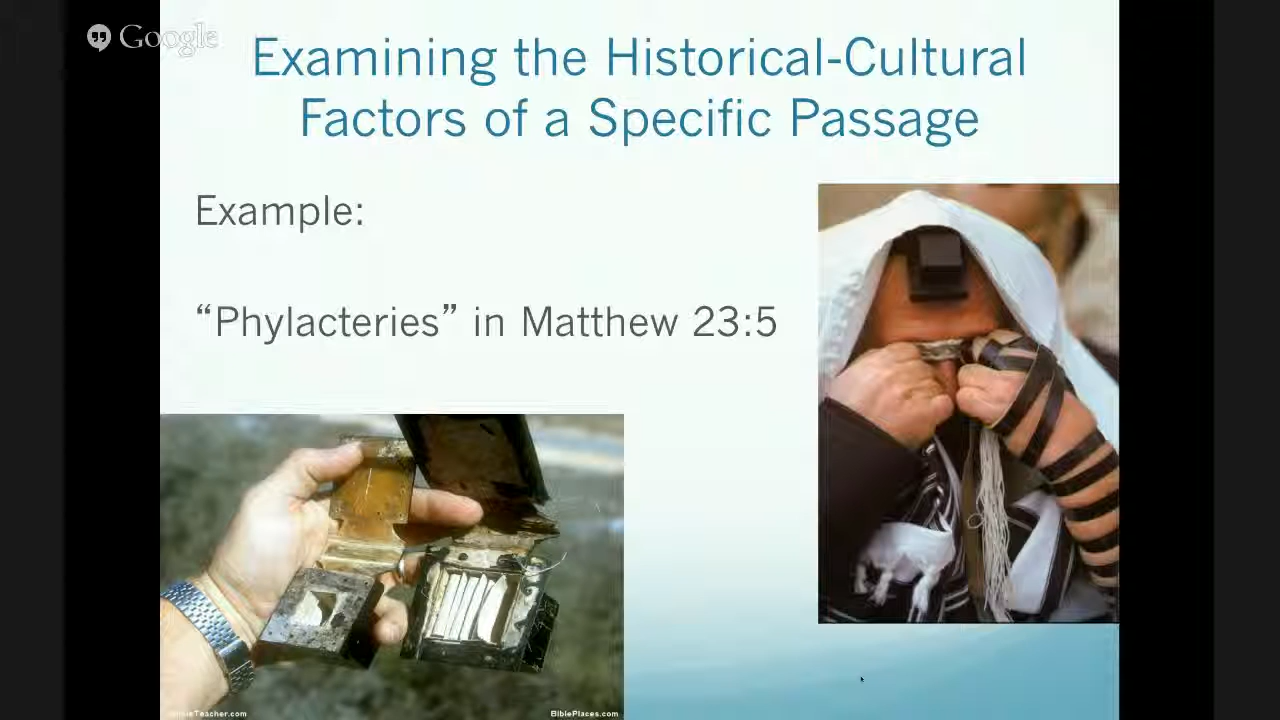 Google
Examining the Historical-Cultural
Factors of a Specific Passage
Example:
“Phylacteries” in Matthew 23:5
BiblePlaces.com